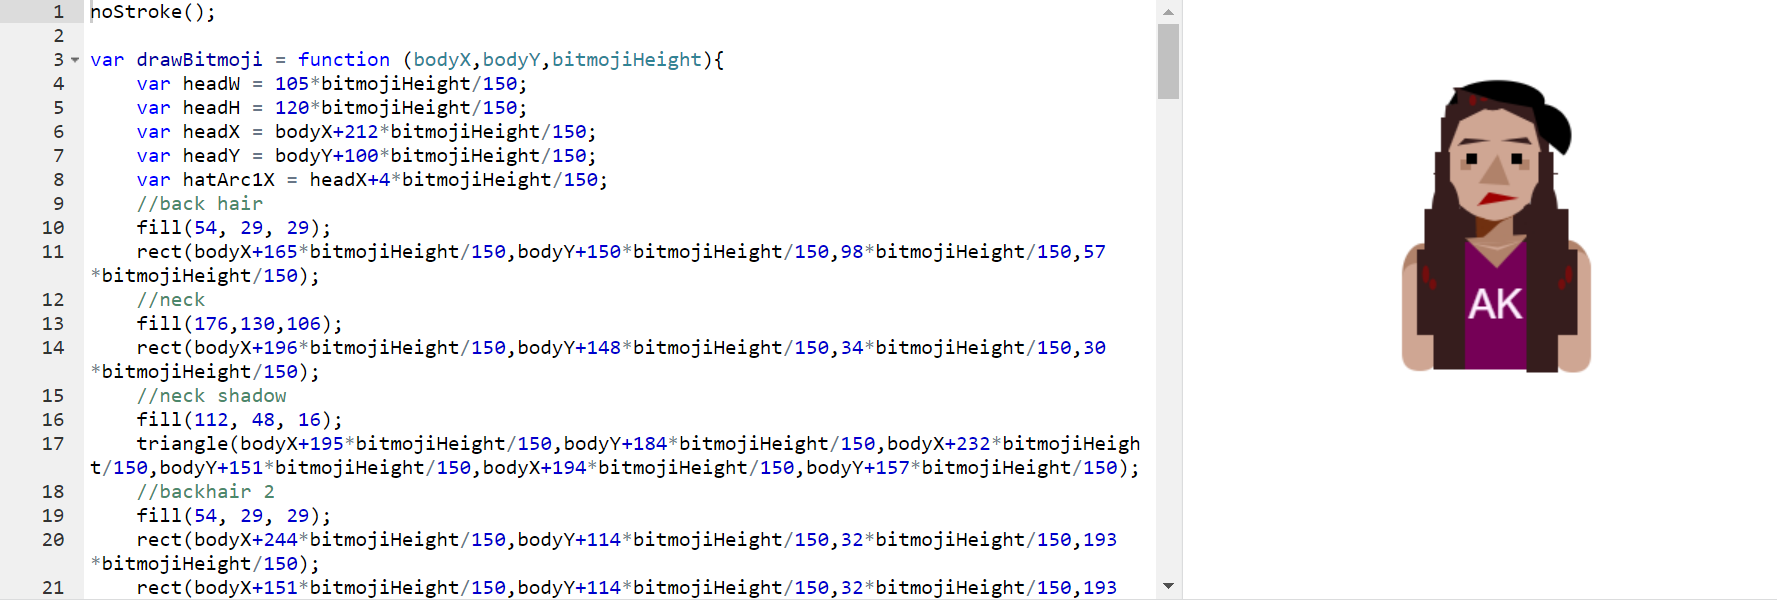 1 noStroke();
2
3 var drawBitmoji = function (bodyX,bodyY,bitmojiHeight){
4 var headW = 105*bitmojiHeight/150;
5 var headH = 120*bitmojiHeight/150;
6 var headX = bodyX+212*bitmojiHeight/150;
7 var headY = bodyY+100*bitmojiHeight/150;
8 var hatArc1X = headX+4*bitmojiHeight/150;
9 //back hair
10 fill(54, 29, 29);
11 rect(bodyX+165*bitmojiHeight/150,bodyY+150*bitmojiHeight/150,98*bitmojiHeight/150,57
*bitmojiHeight/150);
12 //neck
13 fill(176,130,106);
14 rect(bodyX+196*bitmojiHeight/150,bodyY+148*bitmojiHeight/150,34*bitmojiHeight/150,30
*bitmojiHeight/150);
15 //neck shadow
16 fill(112, 48, 16);
17 triangle(bodyX+195*bitmojiHeight/150,bodyY+184*bitmojiHeight/150,bodyX+232*bitmojiHeigh
t/150,bodyY+151*bitmojiHeight/150,bodyX+194*bitmojiHeight/150,bodyY+157*bitmojiHeight/150);
18 //backhair 2
19 fill(54, 29, 29);
20 rect(bodyX+244*bitmojiHeight/150,bodyY+114*bitmojiHeight/150,32*bitmojiHeight/150,193
*bitmojiHeight/150);
21 rect(bodyX+151*bitmojiHeight/150,bodyY+114*bitmojiHeight/150,32*bitmojiHeight/150,193
AK